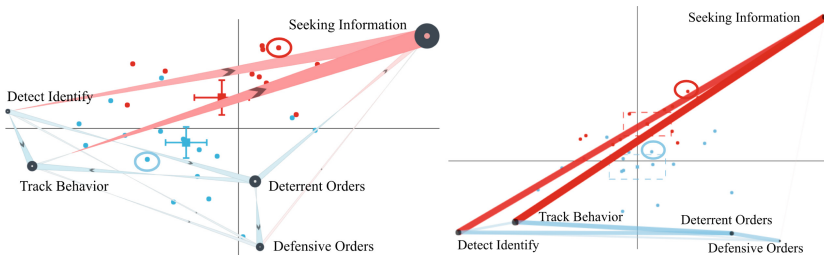 Seeking Information
Detect Identify
Track Behavior
Deterrent Orders
Defensive Orders
Seeking Information
Track Behavior
Deterrent Orders
Detect Identify
Defensive Orders